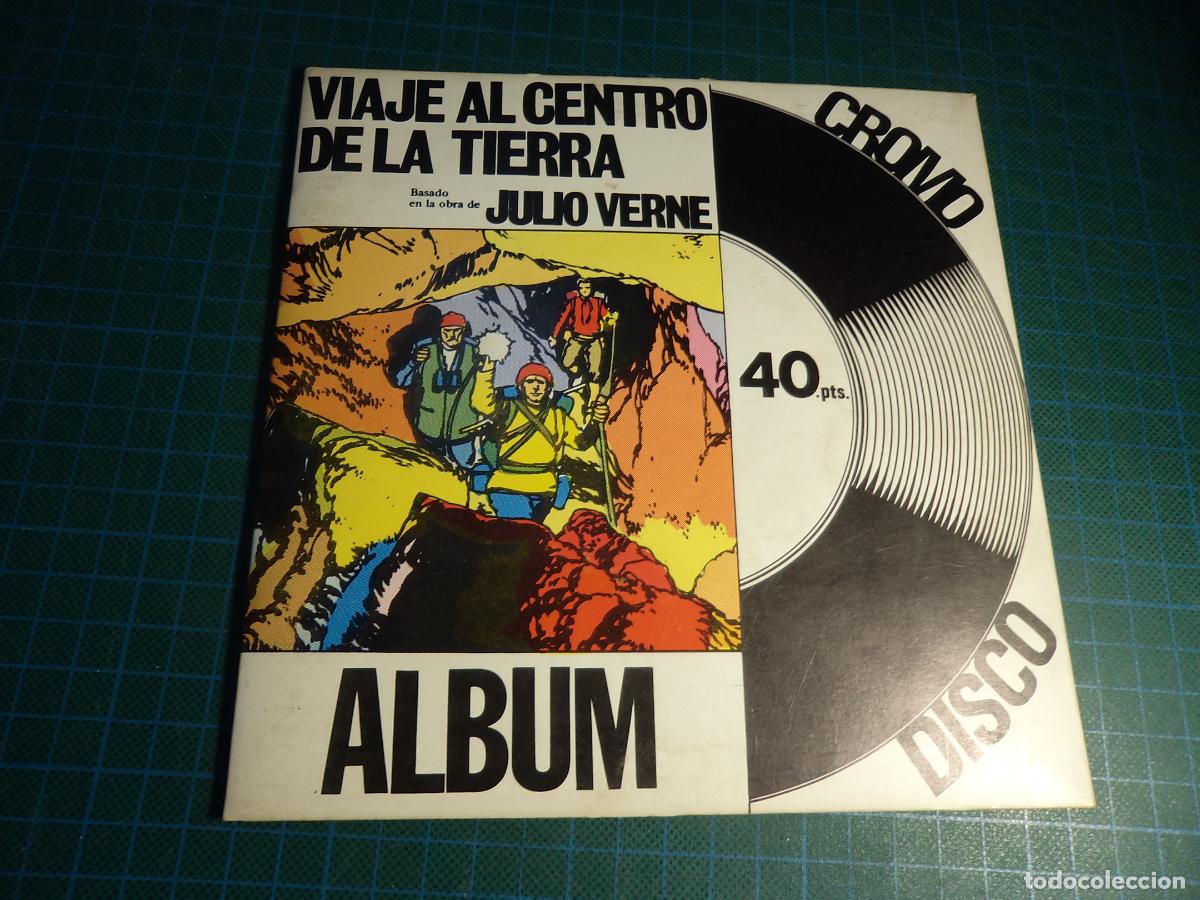 VIAJE AL CENTRO
DE LA TIERRA
Basado
en la obra de JULIO VERNE
CROMO
40.pts.
DISCO
ALBUM
todocoleccion